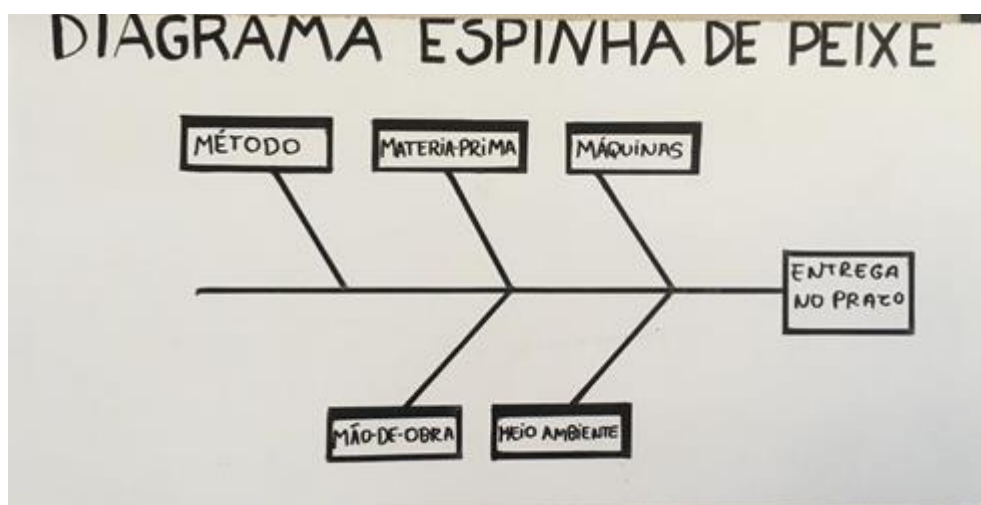 DIAGRAMA ESPINHA DE PEIXE
MÉTODO
MATERIA-PRIMA
MÁQUINAS
ENTREGA
NO PRAZO
MÃO-DE-OBRA
MEIO AMBIENTE